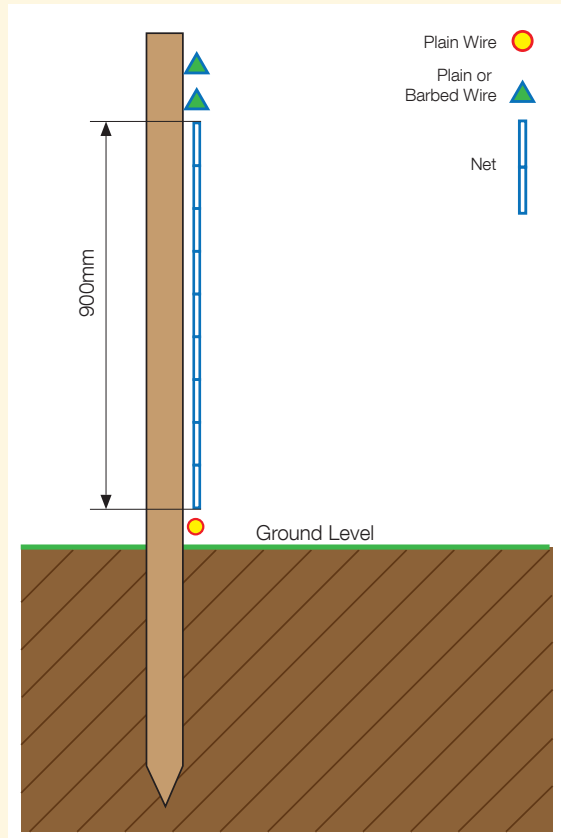 Plain Wire
Plain or
Barbed Wire
Net
900mm
Ground Level